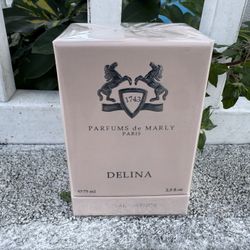 1743
PARFUMS de MARLY
PARIS
DELINA
℮ 75 ml 2.5 fl oz